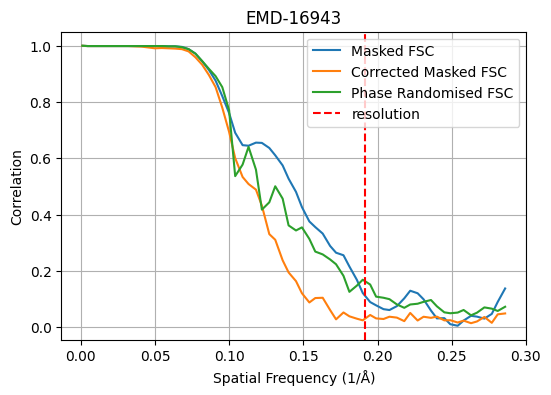 EMD-16943
Masked FSC
Corrected Masked FSC
Phase Randomised FSC
resolution
Correlation
1.0
0.8
0.6
0.4
0.2
0.0
0.00 0.05 0.10 0.15 0.20 0.25 0.30
Spatial Frequency (1/Å)